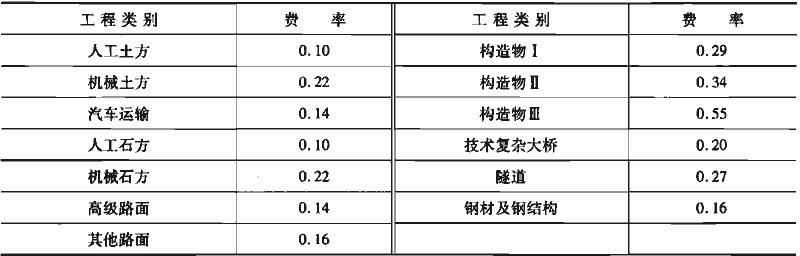 工程类别 费率 工程类别 费率
人工土方 0.10 构造物Ⅰ 0.29
机械土方 0.22 构造物Ⅱ 0.34
汽车运输 0.14 构造物Ⅲ 0.55
人工石方 0.10 技术复杂大桥 0.20
机械石方 0.22 隧道 0.27
高级路面 0.14 钢材及钢结构 0.16
其他路面 0.16